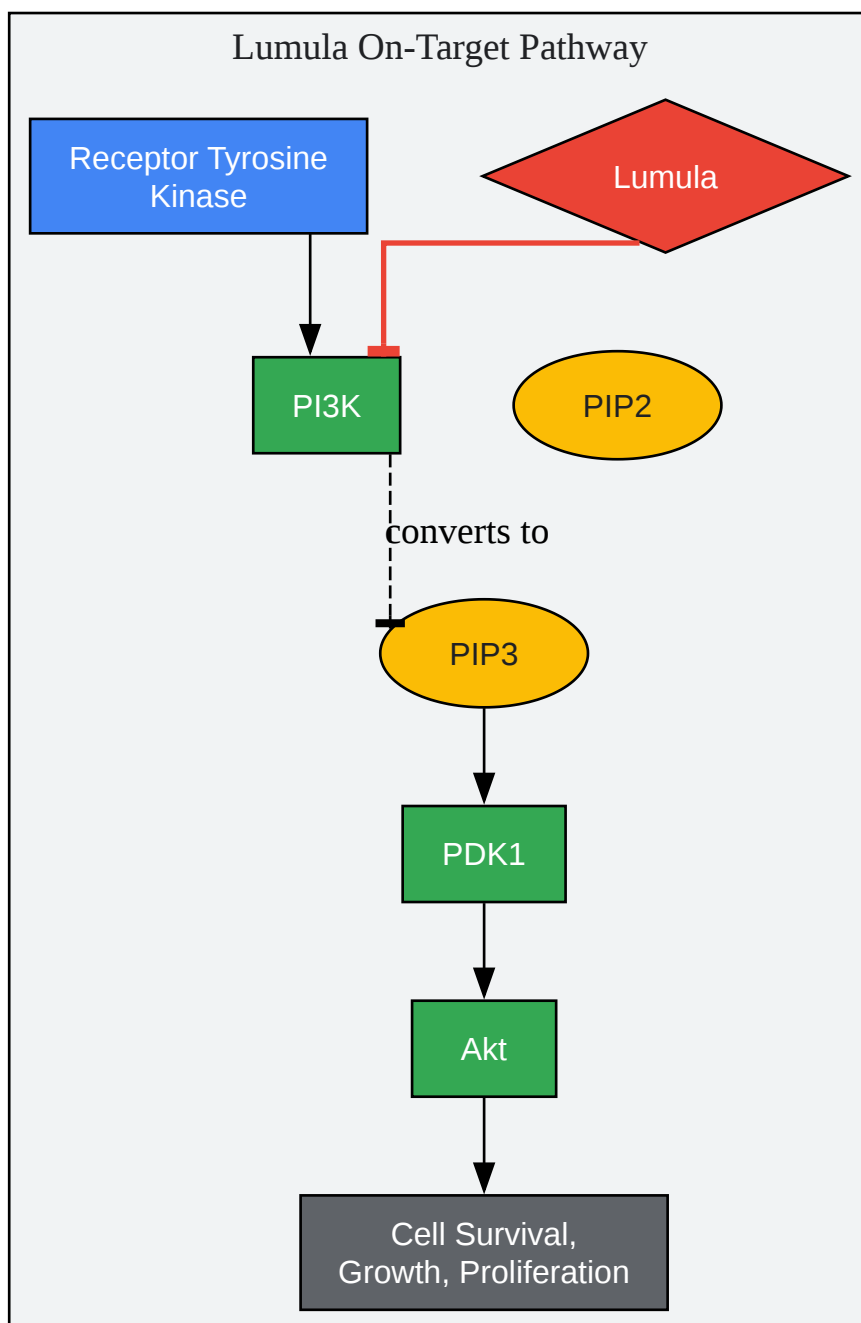 Lumula On-Target Pathway
Receptor Tyrosine
Kinase
Lumula
PI3K
PIP2
converts to
PIP3
PDK1
Akt
Cell Survival,
Growth, Proliferation